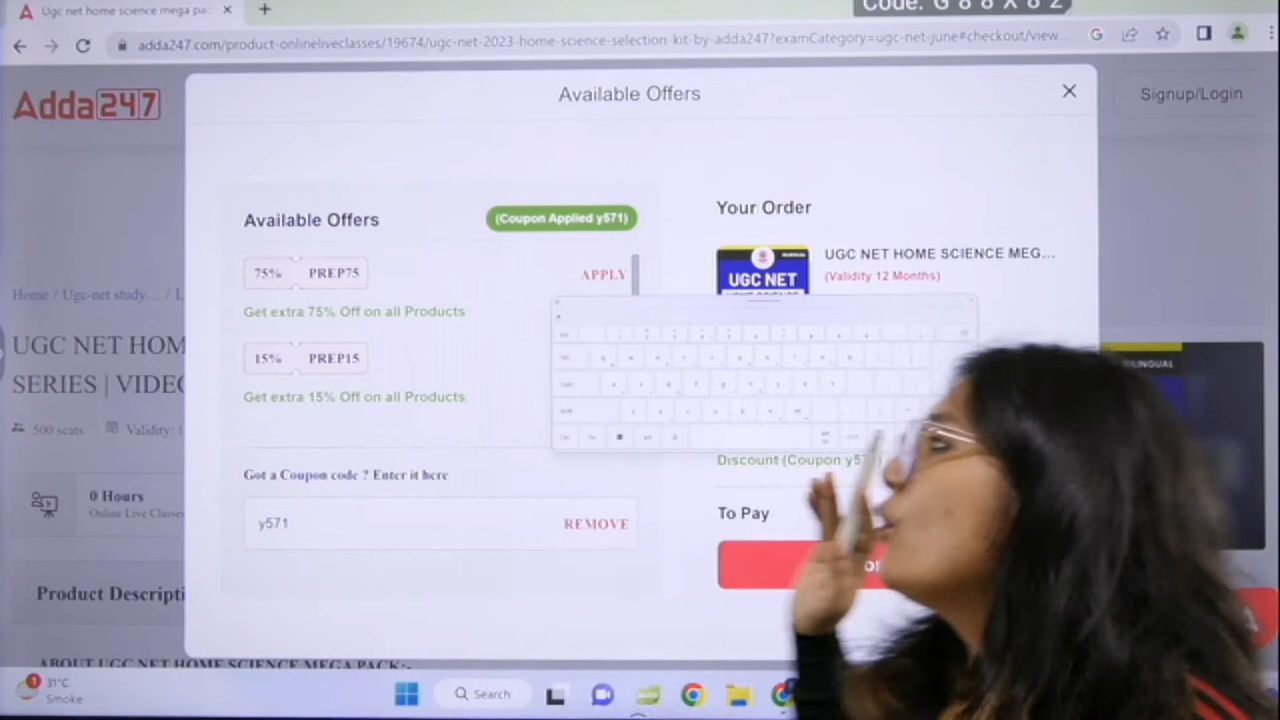 Ugc net home science mega pac
Code: G 8 8 X 8 Z
adda247.com/product-onlineliveclasses/19674/ugc-net-2023-home-science-selection-kit-by-adda247?examCategory=ugc-net-june#checkout/view...
Adda247
Available Offers
Signup/Login
Available Offers
(Coupon Applied y571)
Your Order
75% PREP75
APPLY
UGC NET HOME SCIENCE MEG...
(Validity 12 Months)
UGC NET
Home / Ugc-net study... /
Get extra 75% Off on all Products
UGC NET HOM
SERIES | VIDEO
15% PREP15
BILINGUAL
Get extra 15% Off on all Products
500 seats
Validity: 1
Discount (Coupon y57
Got a Coupon code ? Enter it here
0 Hours
Online Live Classes
y571
REMOVE
To Pay
Product Descripti
ABOUT UGC NET HOME SCIENCE MEGA PACK:-
31°C
Smoke
Search